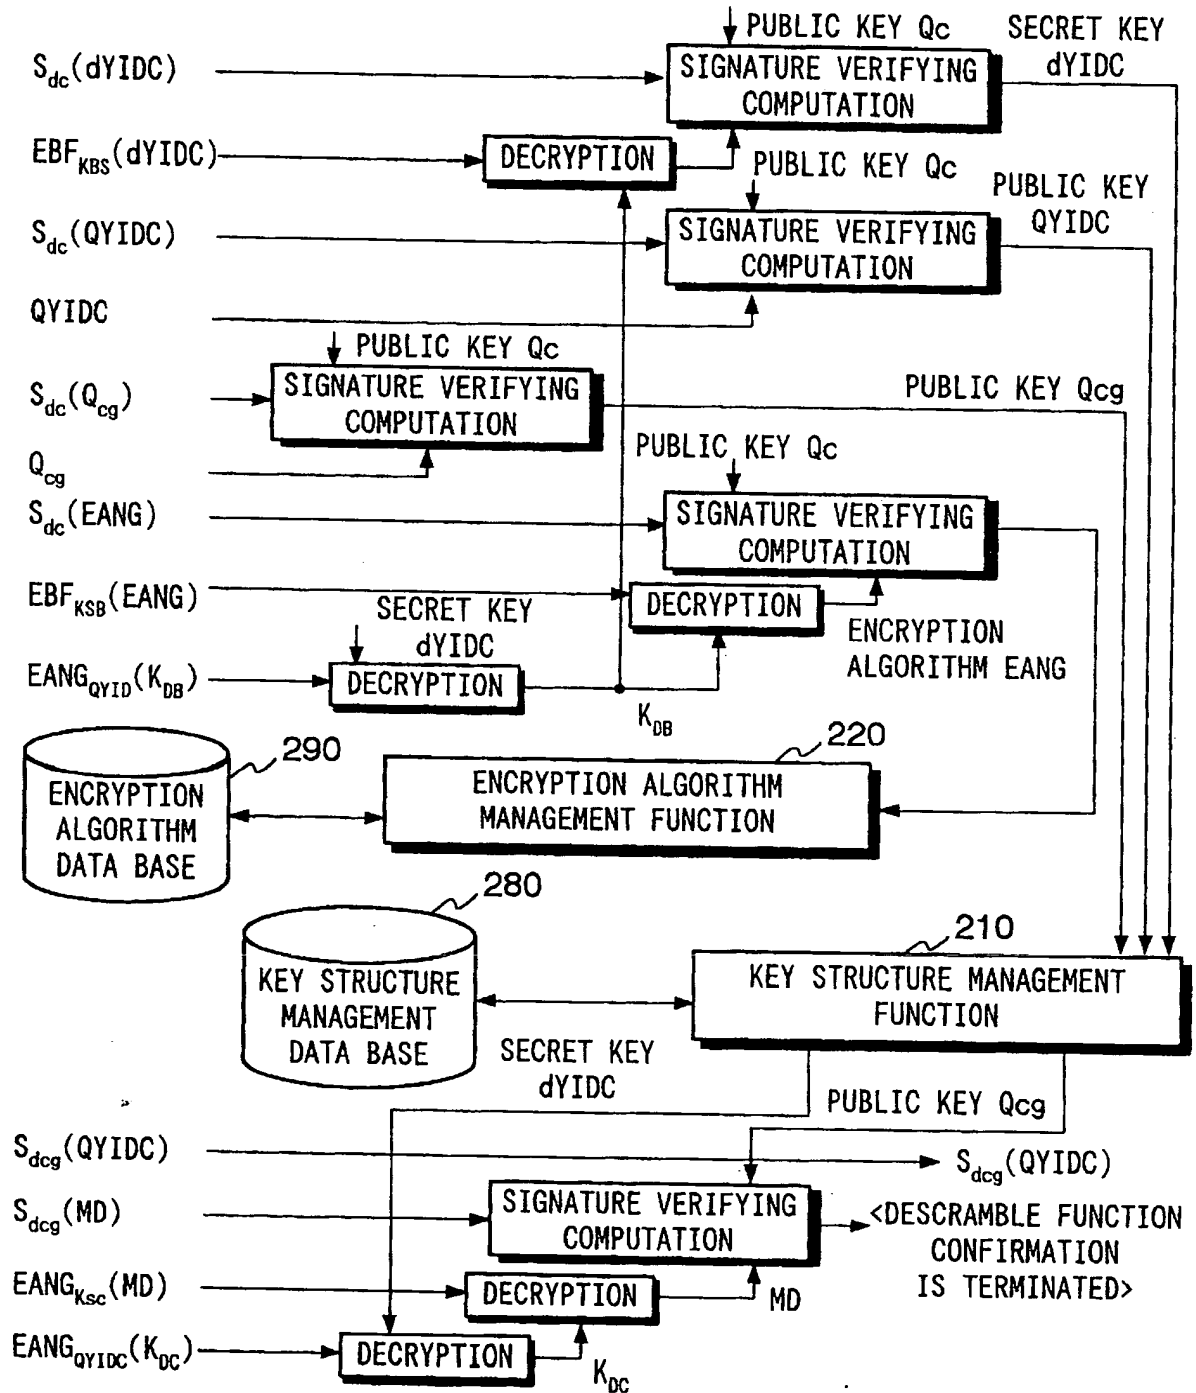 PUBLIC KEY Qc
SECRET KEY
dYIDC
Sdc(dYIDC)
SIGNATURE VERIFYING
COMPUTATION
EBFKBS(dYIDC)
DECRYPTION
PUBLIC KEY Qc
PUBLIC KEY
QYIDC
Sdc(QYIDC)
SIGNATURE VERIFYING
COMPUTATION
QYIDC
PUBLIC KEY Qc
Sdc(Qcg)
SIGNATURE VERIFYING
COMPUTATION
PUBLIC KEY Qcg
Qcg
PUBLIC KEY Qc
Sdc(EANG)
SIGNATURE VERIFYING
COMPUTATION
EBFKSB(EANG)
DECRYPTION
SECRET KEY
dYIDC
ENCRYPTION
ALGORITHM EANG
EANGQYID(KDB)
DECRYPTION
KDB
290
220
ENCRYPTION
ALGORITHM
DATA BASE
ENCRYPTION ALGORITHM
MANAGEMENT FUNCTION
280
210
KEY STRUCTURE
MANAGEMENT
DATA BASE
KEY STRUCTURE MANAGEMENT
FUNCTION
SECRET KEY
dYIDC
PUBLIC KEY Qcg
Sdcg(QYIDC)
Sdcg(QYIDC)
Sdcg(MD)
SIGNATURE VERIFYING
COMPUTATION
<DESCRAMBLE FUNCTION
CONFIRMATION
IS TERMINATED>
EANGKsc(MD)
DECRYPTION
MD
EANGQYIDC(KDC)
DECRYPTION
KDC